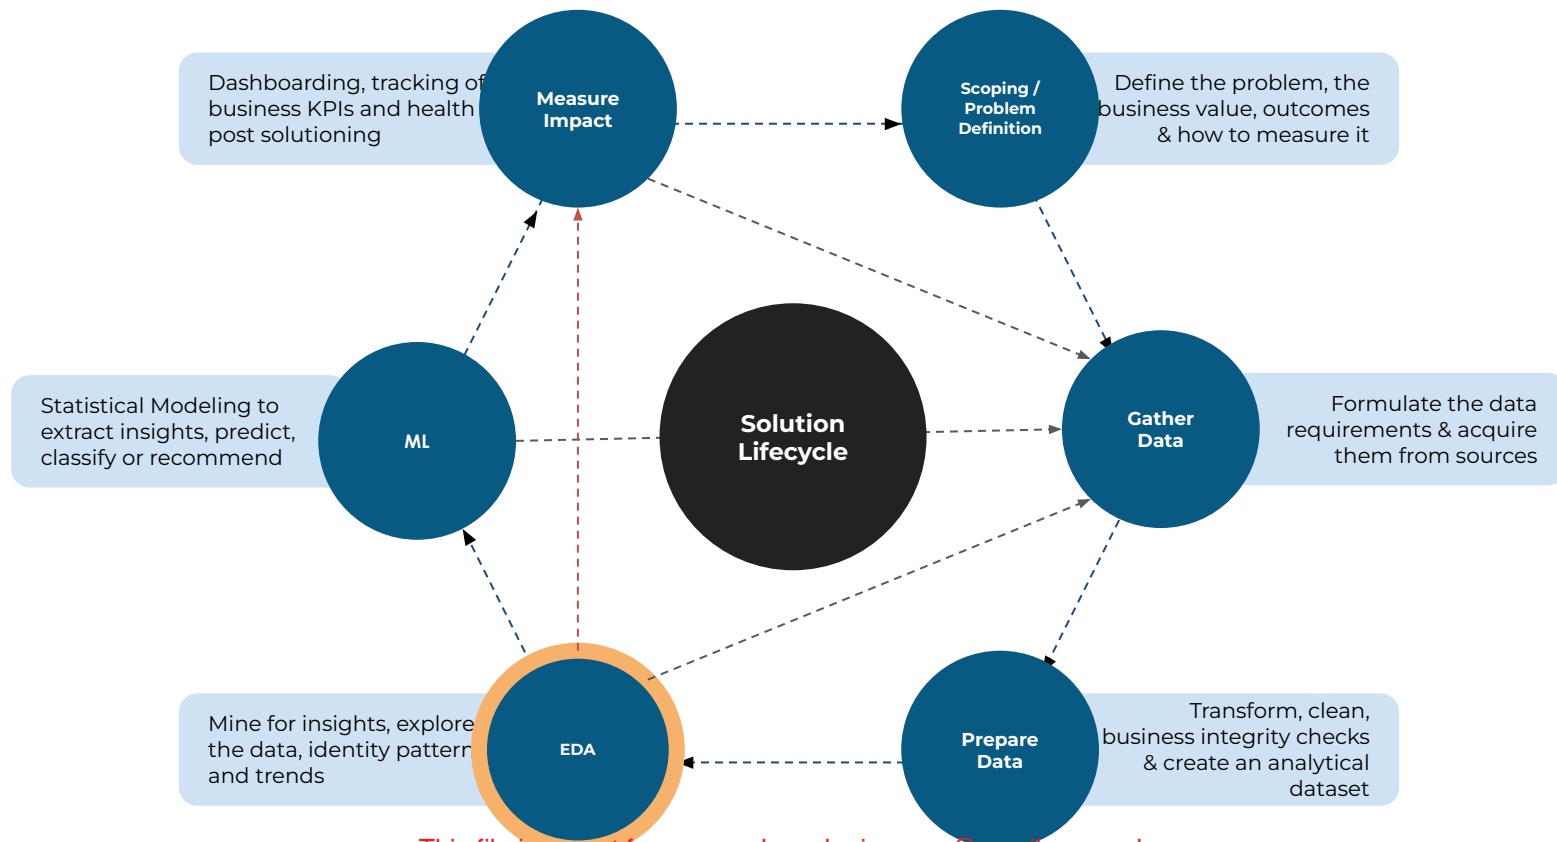 Dashboarding, tracking of
business KPIs and health
post solutioning
Measure
Impact
Scoping /
Problem
Definition
Define the problem, the
business value, outcomes
& how to measure it
Statistical Modeling to
extract insights, predict,
classify or recommend
ML
Solution
Lifecycle
Gather
Data
Formulate the data
requirements & acquire
them from sources
Mine for insights, explore
the data, identity pattern
and trends
EDA
Prepare
Data
Transform, clean,
business integrity checks
& create an analytical
dataset
This file is